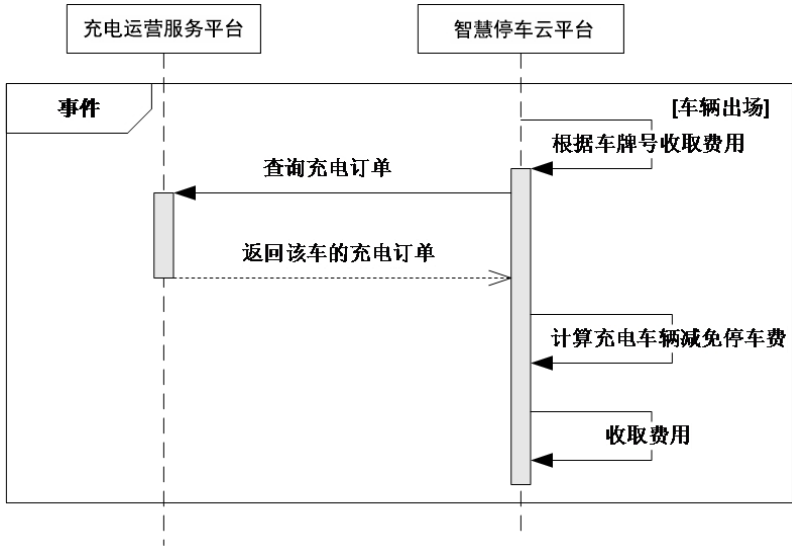 充电运营服务平台
智慧停车云平台
事件
[车辆出场]
根据车牌号收取费用
查询充电订单
返回该车的充电订单
计算充电车辆减免停车费
收取费用